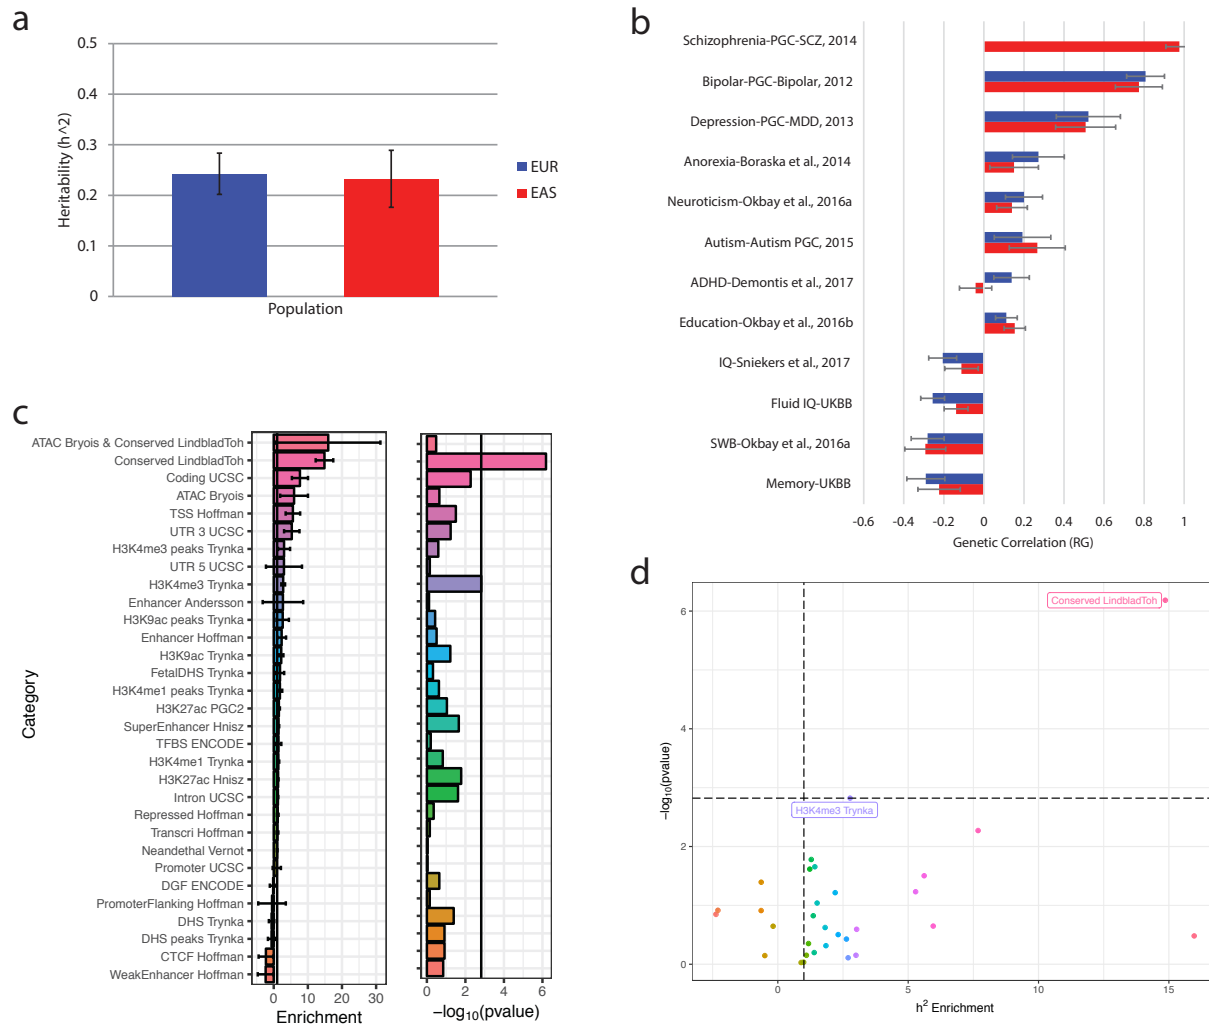 a
0.5
0.4
0.3
0.2
0.1
0
Heritability (h^2)
Population
EUR
EAS
b
Schizophrenia-PGC-SCZ, 2014
Bipolar-PGC-Bipolar, 2012
Depression-PGC-MDD, 2013
Anorexia-Boraska et al., 2014
Neuroticism-Okbay et al., 2016a
Autism-Autism PGC, 2015
ADHD-Demontis et al., 2017
Education-Okbay et al., 2016b
IQ-Sniekers et al., 2017
Fluid IQ-UKBB
SWB-Okbay et al., 2016a
Memory-UKBB
-0.6 -0.4 -0.2 0 0.2 0.4 0.6 0.8 1
Genetic Correlation (RG)
c
Category
ATAC Bryois & Conserved LindbladToh
Conserved LindbladToh
Coding UCSC
ATAC Bryois
TSS Hoffman
UTR 3 UCSC
H3K4me3 peaks Trynka
UTR 5 UCSC
H3K4me3 Trynka
Enhancer Andersson
H3K9ac peaks Trynka
Enhancer Hoffman
H3K9ac Trynka
FetalDHS Trynka
H3K4me1 peaks Trynka
H3K27ac PGC2
SuperEnhancer Hnisz
TFBS ENCODE
H3K4me1 Trynka
H3K27ac Hnisz
Intron UCSC
Repressed Hoffman
Transcri Hoffman
Neandethal Vernot
Promoter UCSC
DGF ENCODE
PromoterFlanking Hoffman
DHS Trynka
DHS peaks Trynka
CTCF Hoffman
WeakEnhancer Hoffman
0 10 20 30
Enrichment
0 2 4 6
−log10(pvalue)
d
6
4
2
0
−log10(pvalue)
Conserved LindbladToh
H3K4me3 Trynka
0 5 10 15
h² Enrichment